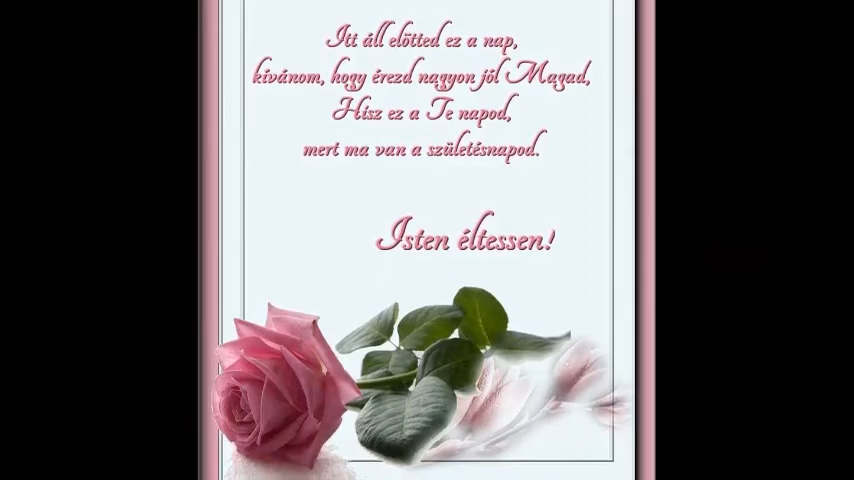 Itt áll előtted ez a nap,
kívánom, hogy érezd nagyon jól Magad,
Hisz ez a Te napod,
mert ma van a születésnapod.
Isten éltessen!